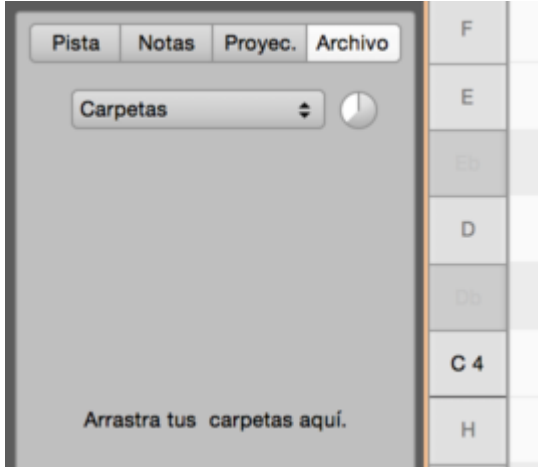 Pista Notas Proyec. Archivo
F
Carpetas
E
Eb
D
Db
C 4
Arrastra tus carpetas aquí.
H